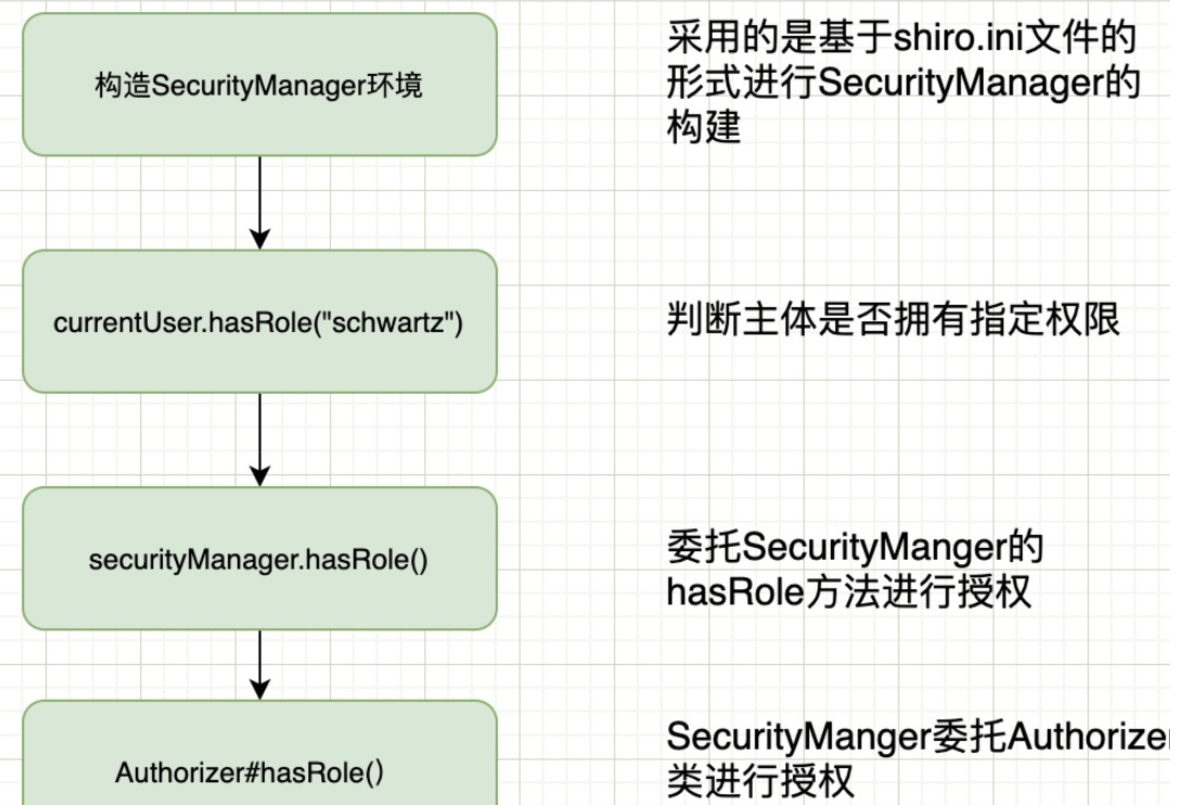 构造SecurityManager环境
采用的是基于shiro.ini文件的
形式进行SecurityManager的
构建
currentUser.hasRole("schwartz")
判断主体是否拥有指定权限
securityManager.hasRole()
委托SecurityManger的
hasRole方法进行授权
Authorizer#hasRole()
SecurityManger委托Authorizer
类进行授权